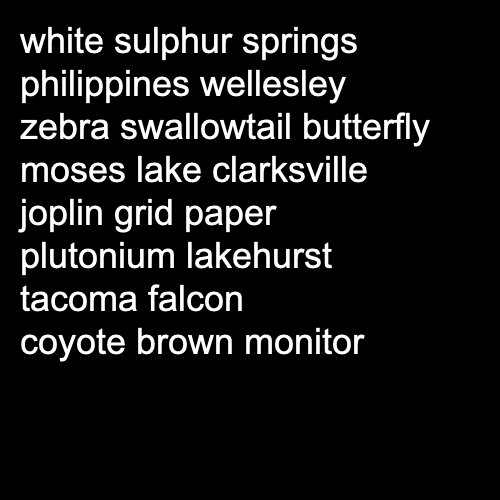 white sulphur springs
philippines wellesley
zebra swallowtail butterfly
moses lake clarksville
joplin grid paper
plutonium lakehurst
tacoma falcon
coyote brown monitor